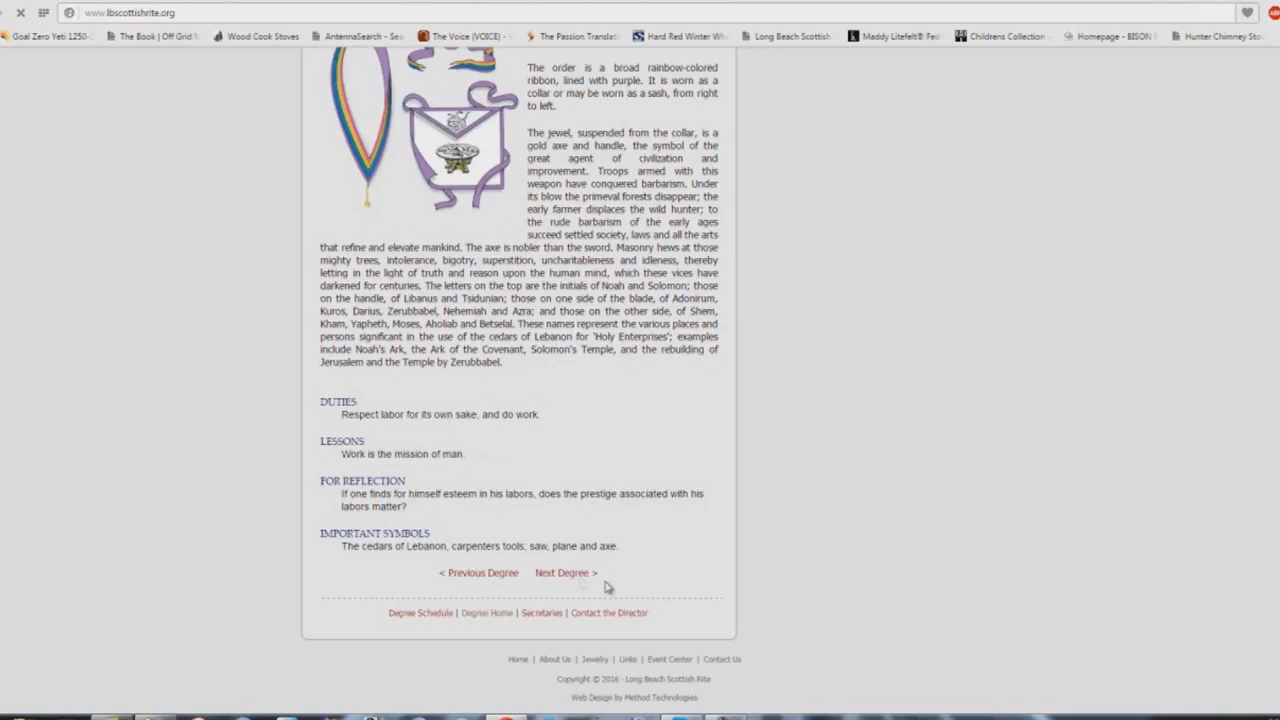 www.lbscottishrite.org
Goal Zero Yeti 1250- The Book | Off Grid Wood Cook Stoves AntennaSearch - Sea The Voice (VOICE) - The Passion Translati Hard Red Winter Wh Long Beach Scottish Maddy Litefelt® Fed Childrens Collection Homepage - BISON Hunter Chimney Sto
The order is a broad rainbow-colored
ribbon, lined with purple. It is worn as a
collar or may be worn as a sash, from right
to left.
The jewel, suspended from the collar, is a
gold axe and handle, the symbol of the
great agent of civilization and
improvement. Troops armed with this
weapon have conquered barbarism. Under
its blow the primeval forests disappear; the
early farmer displaces the wild hunter; to
the rude barbarism of the early ages
succeed settled society, laws and all the arts
that refine and elevate mankind. The axe is nobler than the sword. Masonry hews at those
mighty trees, intolerance, bigotry, superstition, uncharitableness and idleness, thereby
letting in the light of truth and reason upon the human mind, which these vices have
darkened for centuries. The letters on the top are the initials of Noah and Solomon; those
on the handle, of Libanus and Tsidunian; those on one side of the blade, of Adonirum,
Kuros, Darius, Zerubbabel, Nehemiah and Azra; and those on the other side, of Shem,
Kham, Yapheth, Moses, Aholiab and Betselal. These names represent the various places and
persons significant in the use of the cedars of Lebanon for 'Holy Enterprises'; examples
include Noah's Ark, the Ark of the Covenant, Solomon's Temple, and the rebuilding of
Jerusalem and the Temple by Zerubbabel.
DUTIES
Respect labor for its own sake, and do work.
LESSONS
Work is the mission of man.
FOR REFLECTION
If one finds for himself esteem in his labors, does the prestige associated with his
labors matter?
IMPORTANT SYMBOLS
The cedars of Lebanon, carpenters tools; saw, plane and axe.
< Previous Degree Next Degree >
Degree Schedule | Degree Home | Secretaries | Contact the Director
Home | About Us | Jewelry | Links | Event Center | Contact Us
Copyright © 2016 - Long Beach Scottish Rite
Web Design by Method Technologies